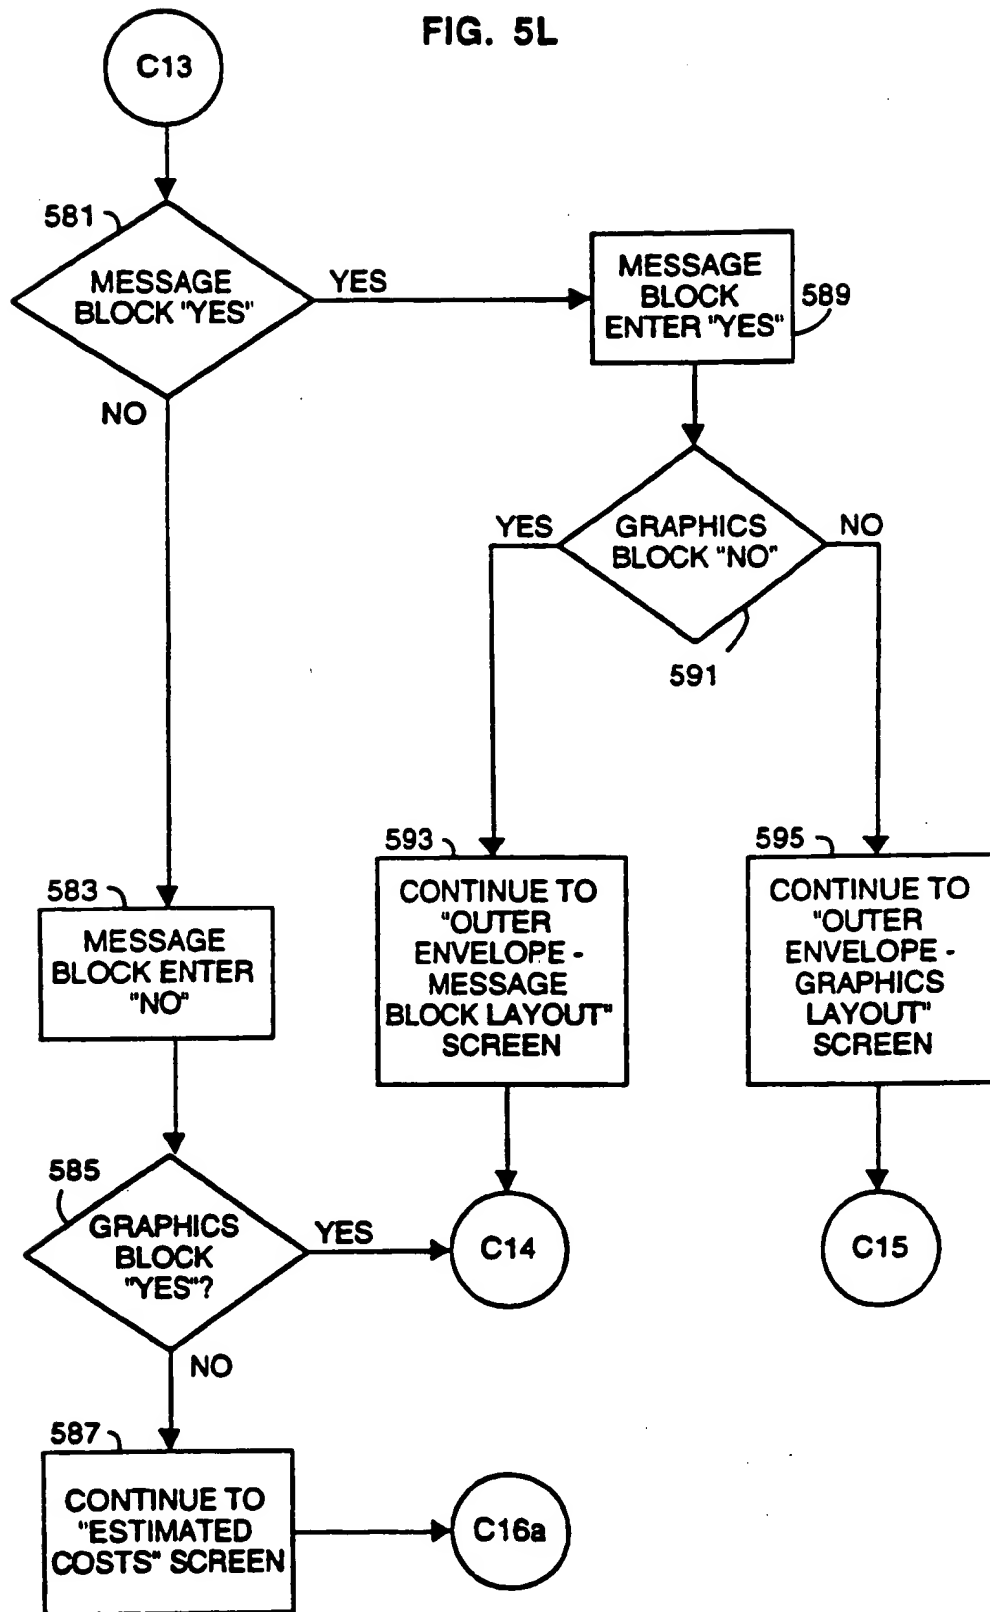 FIG. 5L
C13
581
MESSAGE
BLOCK "YES"
YES
NO
MESSAGE
BLOCK
ENTER "YES"
589
GRAPHICS
BLOCK "NO"
YES
NO
591
593
CONTINUE TO
"OUTER
ENVELOPE -
MESSAGE
BLOCK LAYOUT"
SCREEN
595
CONTINUE TO
"OUTER
ENVELOPE -
GRAPHICS
LAYOUT"
SCREEN
583
MESSAGE
BLOCK ENTER
"NO"
585
GRAPHICS
BLOCK
"YES"?
YES
NO
C14
C15
587
CONTINUE TO
"ESTIMATED
COSTS" SCREEN
C16a